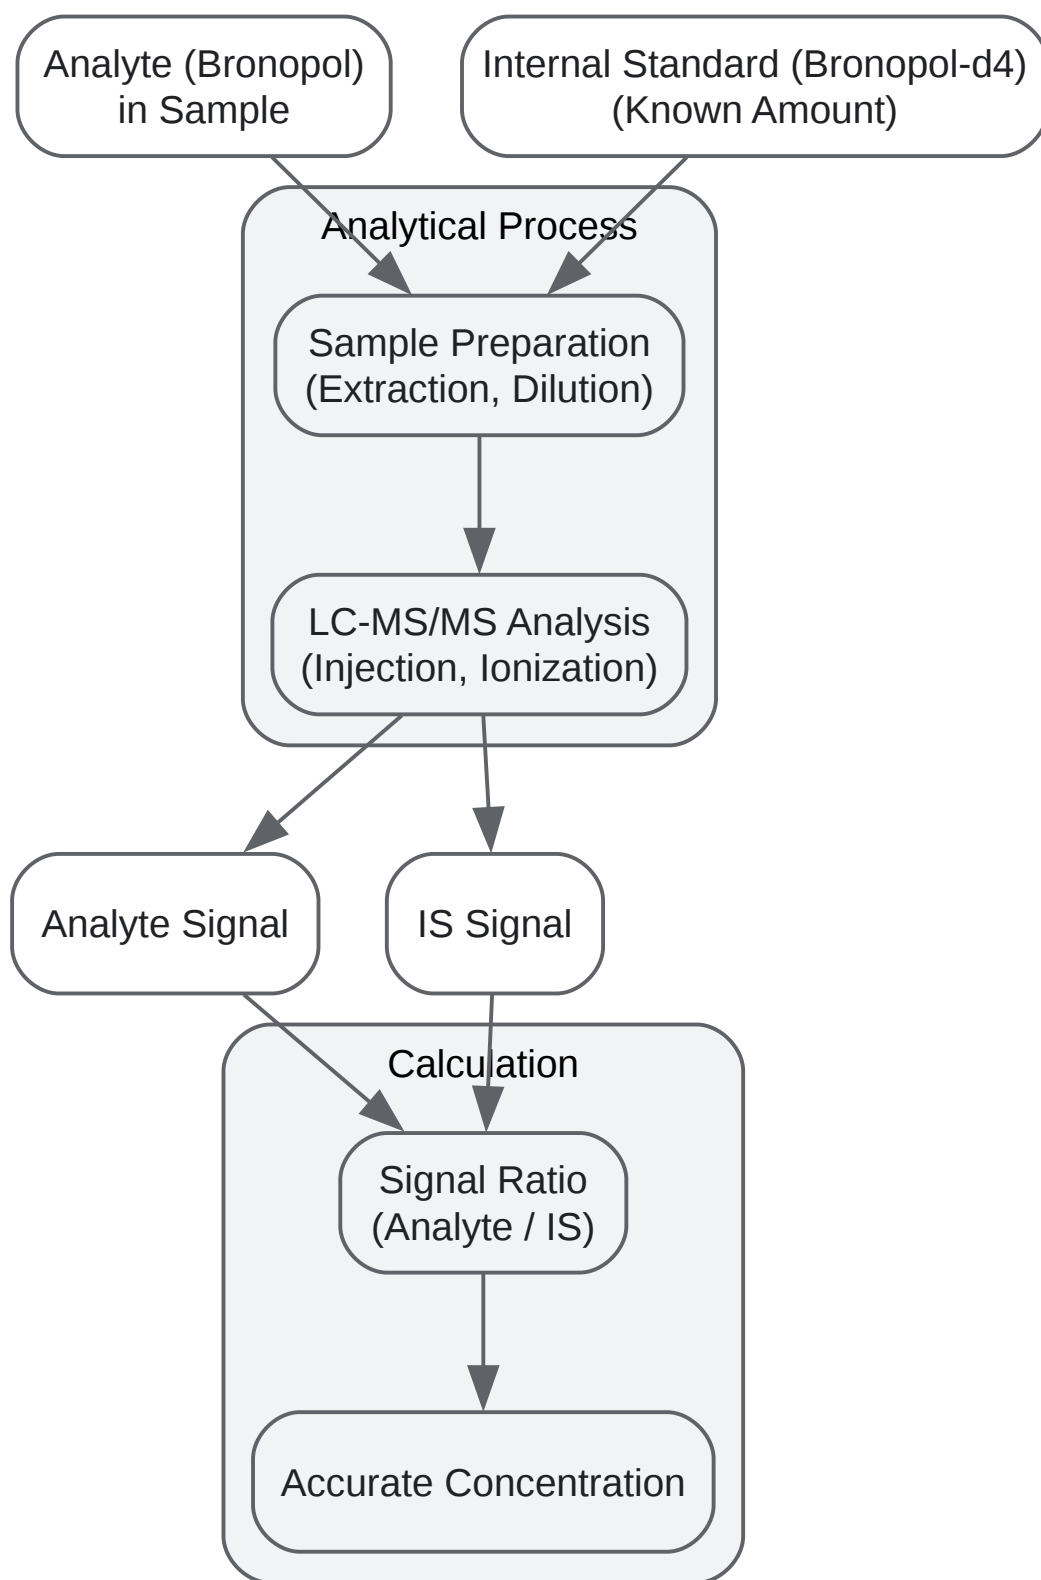 Analyte (Bronopol)
in Sample
Internal Standard (Bronopol-d4)
(Known Amount)
Analytical Process
Sample Preparation
(Extraction, Dilution)
LC-MS/MS Analysis
(Injection, Ionization)
Analyte Signal
IS Signal
Calculation
Signal Ratio
(Analyte / IS)
Accurate Concentration